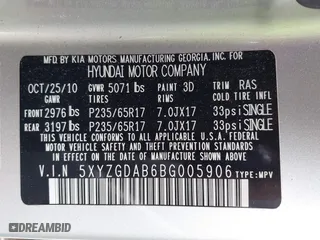 MFD. BY KIA MOTORS MANUFACTURING GEORGIA, INC. FOR
HYUNDAI MOTOR COMPANY
OCT/25/10 GVWR 5071 lbs PAINT 3D TRIM RAS
GAWR TIRES RIMS COLD TIRE INFL
FRONT 2976 lbs P235/65R17 7.0JX17 33psi SINGLE
REAR 3197 lbs P235/65R17 7.0JX17 33psi SINGLE
THIS VEHICLE CONFORMS TO ALL APPLICABLE U.S. FEDERAL MOTOR VEHICLE
SAFETY, BUMPER, AND THEFT PREVENTION STANDARDS IN EFFECT ON THE
DATE OF MANUFACTURE SHOWN ABOVE.
V.I.N 5XYZGDAB6BG005906 TYPE: MPV
© AUTOBIDMASTER
AUTOBIDMASTER